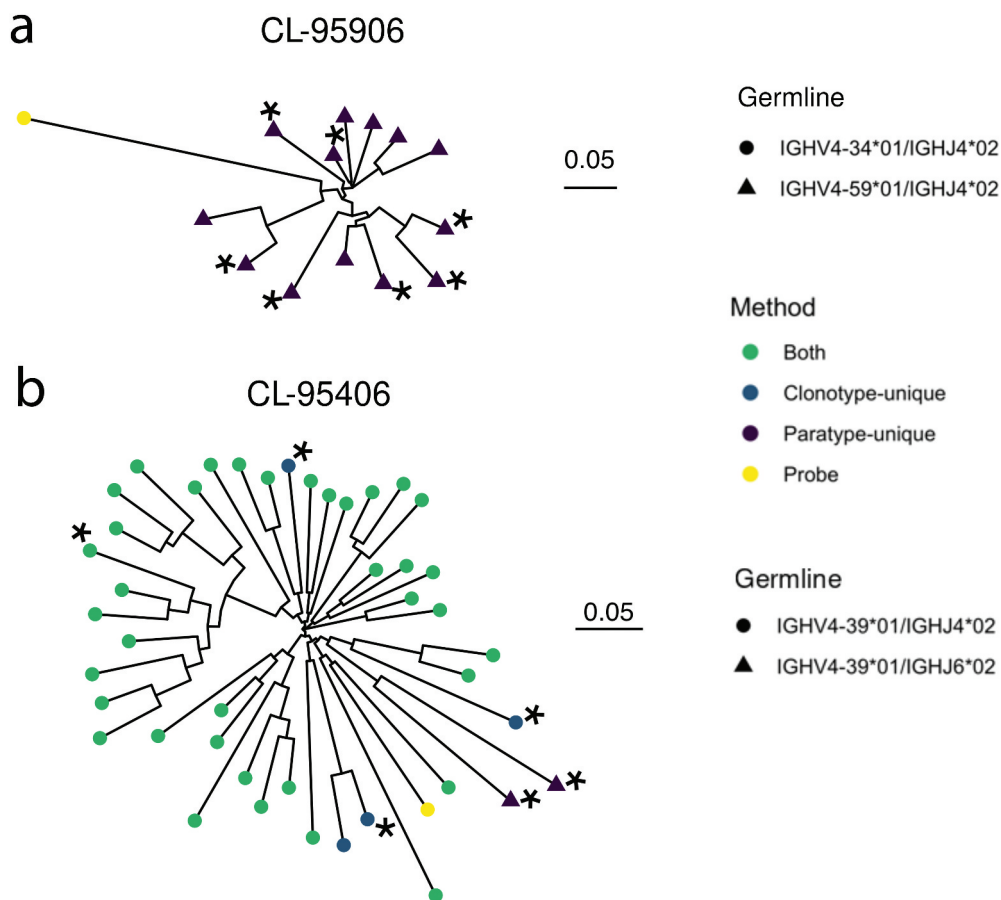 a
CL-95906
0.05
Germline
IGHV4-34*01/IGHJ4*02
IGHV4-59*01/IGHJ4*02
Method
Both
Clonotype-unique
Paratype-unique
Probe
b
CL-95406
0.05
Germline
IGHV4-39*01/IGHJ4*02
IGHV4-39*01/IGHJ6*02